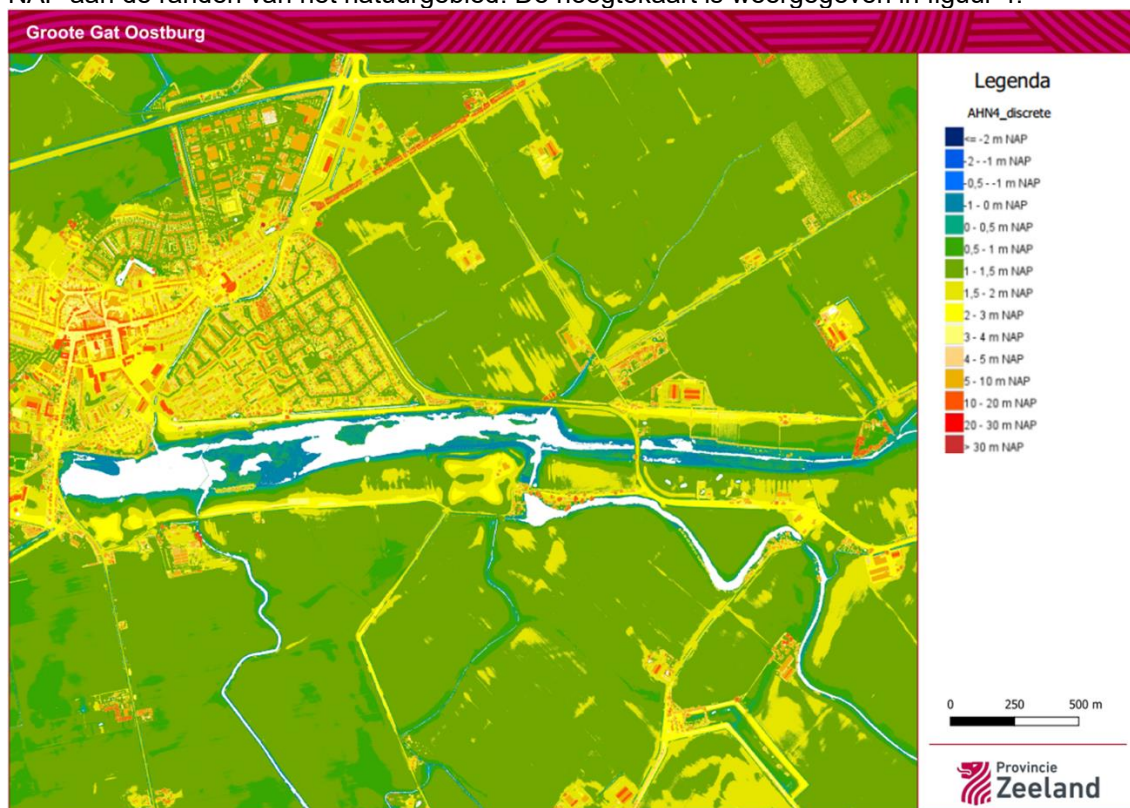 NAP aan de randen van het natuurgebied. De hoogtekaart is weergegeven in figuur 4.
Groote Gat Oostburg
Legenda
AHN4_discrete
<= -2 m NAP
-2 - -1 m NAP
-0,5 - -1 m NAP
-1 - 0 m NAP
0 - 0,5 m NAP
0,5 - 1 m NAP
1 - 1,5 m NAP
1,5 - 2 m NAP
2 - 3 m NAP
3 - 4 m NAP
4 - 5 m NAP
5 - 10 m NAP
10 - 20 m NAP
20 - 30 m NAP
> 30 m NAP
0 250 500 m
Provincie
Zeeland